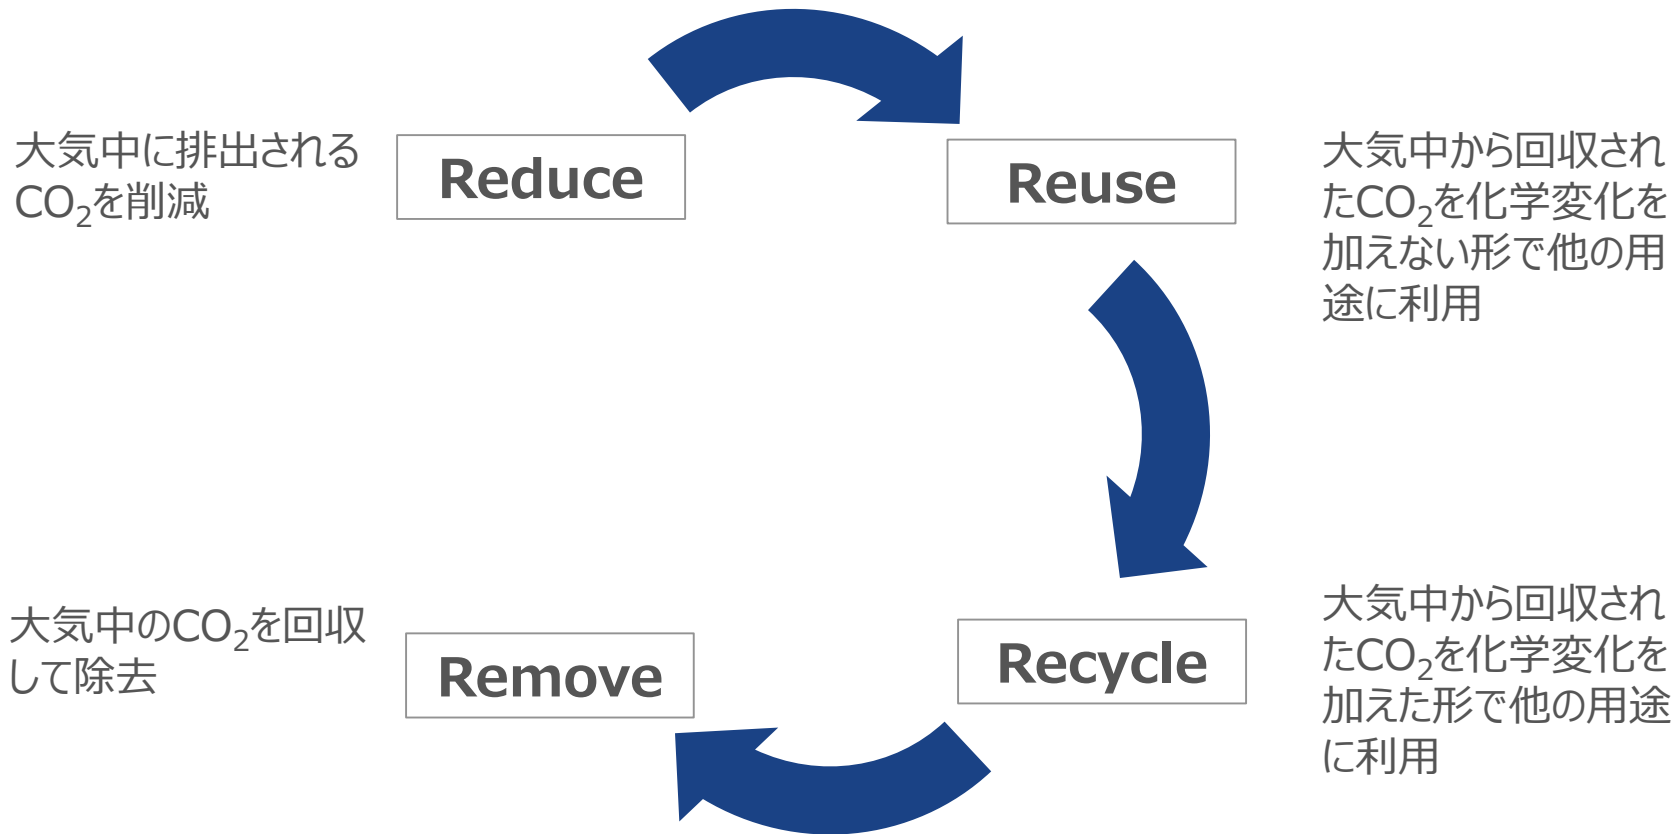 大気中に排出される
CO₂を削減
Reduce
Reuse
大気中から回収され
たCO₂を化学変化を
加えない形で他の用
途に利用
大気中のCO₂を回収
して除去
Remove
Recycle
大気中から回収され
たCO₂を化学変化を
加えた形で他の用途
に利用